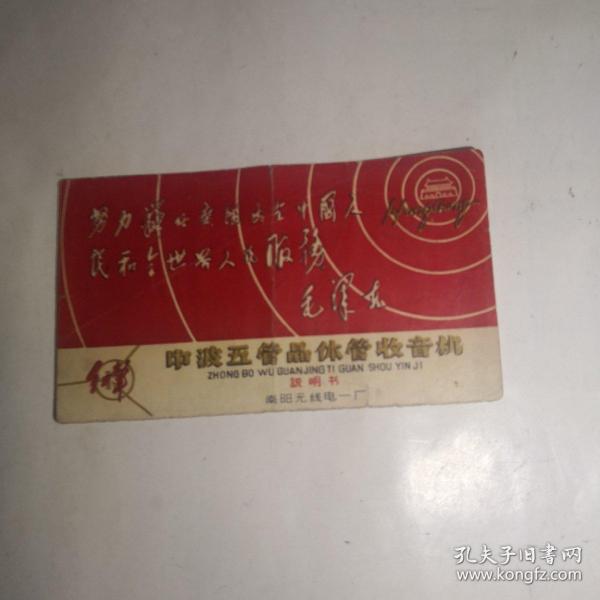 努力办好广播为全中国人
民和全世界人民服务
毛泽东
中波五管晶体管收音机
ZHONG BO WU GUANJING TI GUAN SHOU YIN JI
説明书
南阳无线电一厂
孔夫子旧书网
www.kongfz.com